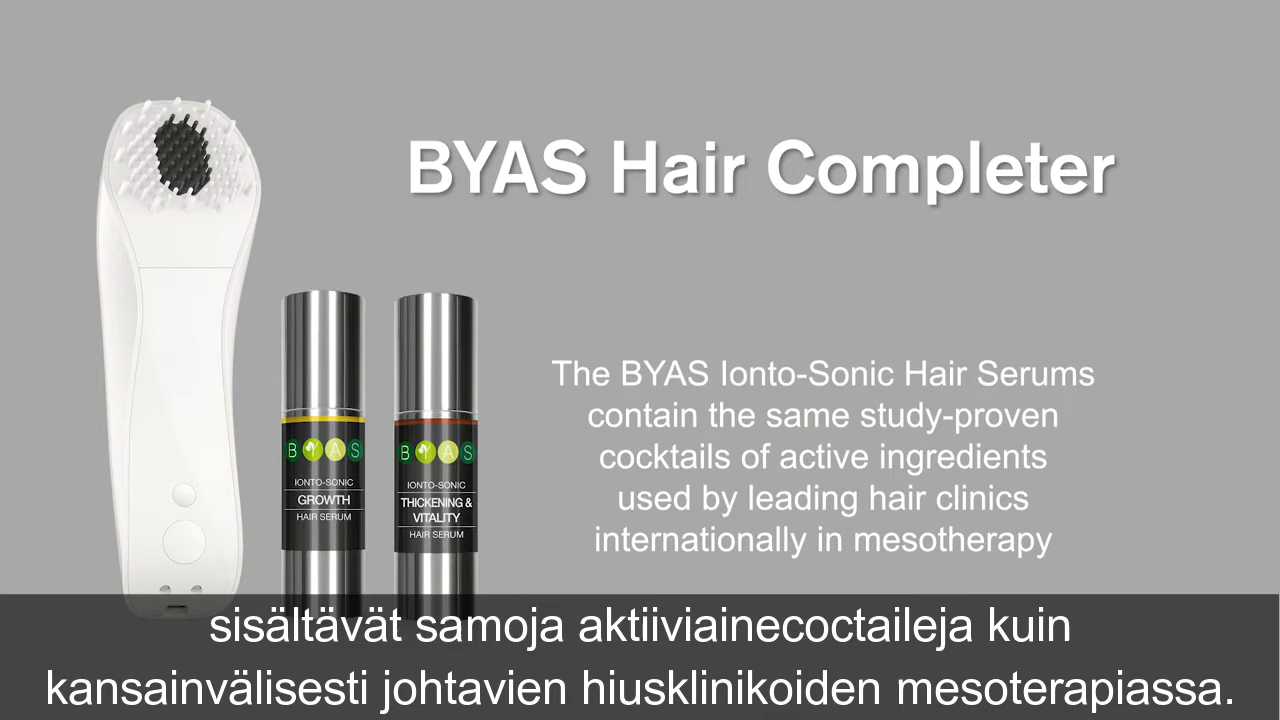 BYAS Hair Completer
The BYAS Ionto-Sonic Hair Serums
contain the same study-proven
cocktails of active ingredients
used by leading hair clinics
internationally in mesotherapy
BYAS
IONTO-SONIC
GROWTH
HAIR SERUM
BYAS
IONTO-SONIC
THICKENING &
VITALITY
HAIR SERUM
sisältävät samoja aktiiviainecoctaileja kuin
kansainvälisesti johtavien hiusklinikoiden mesoterapiassa.